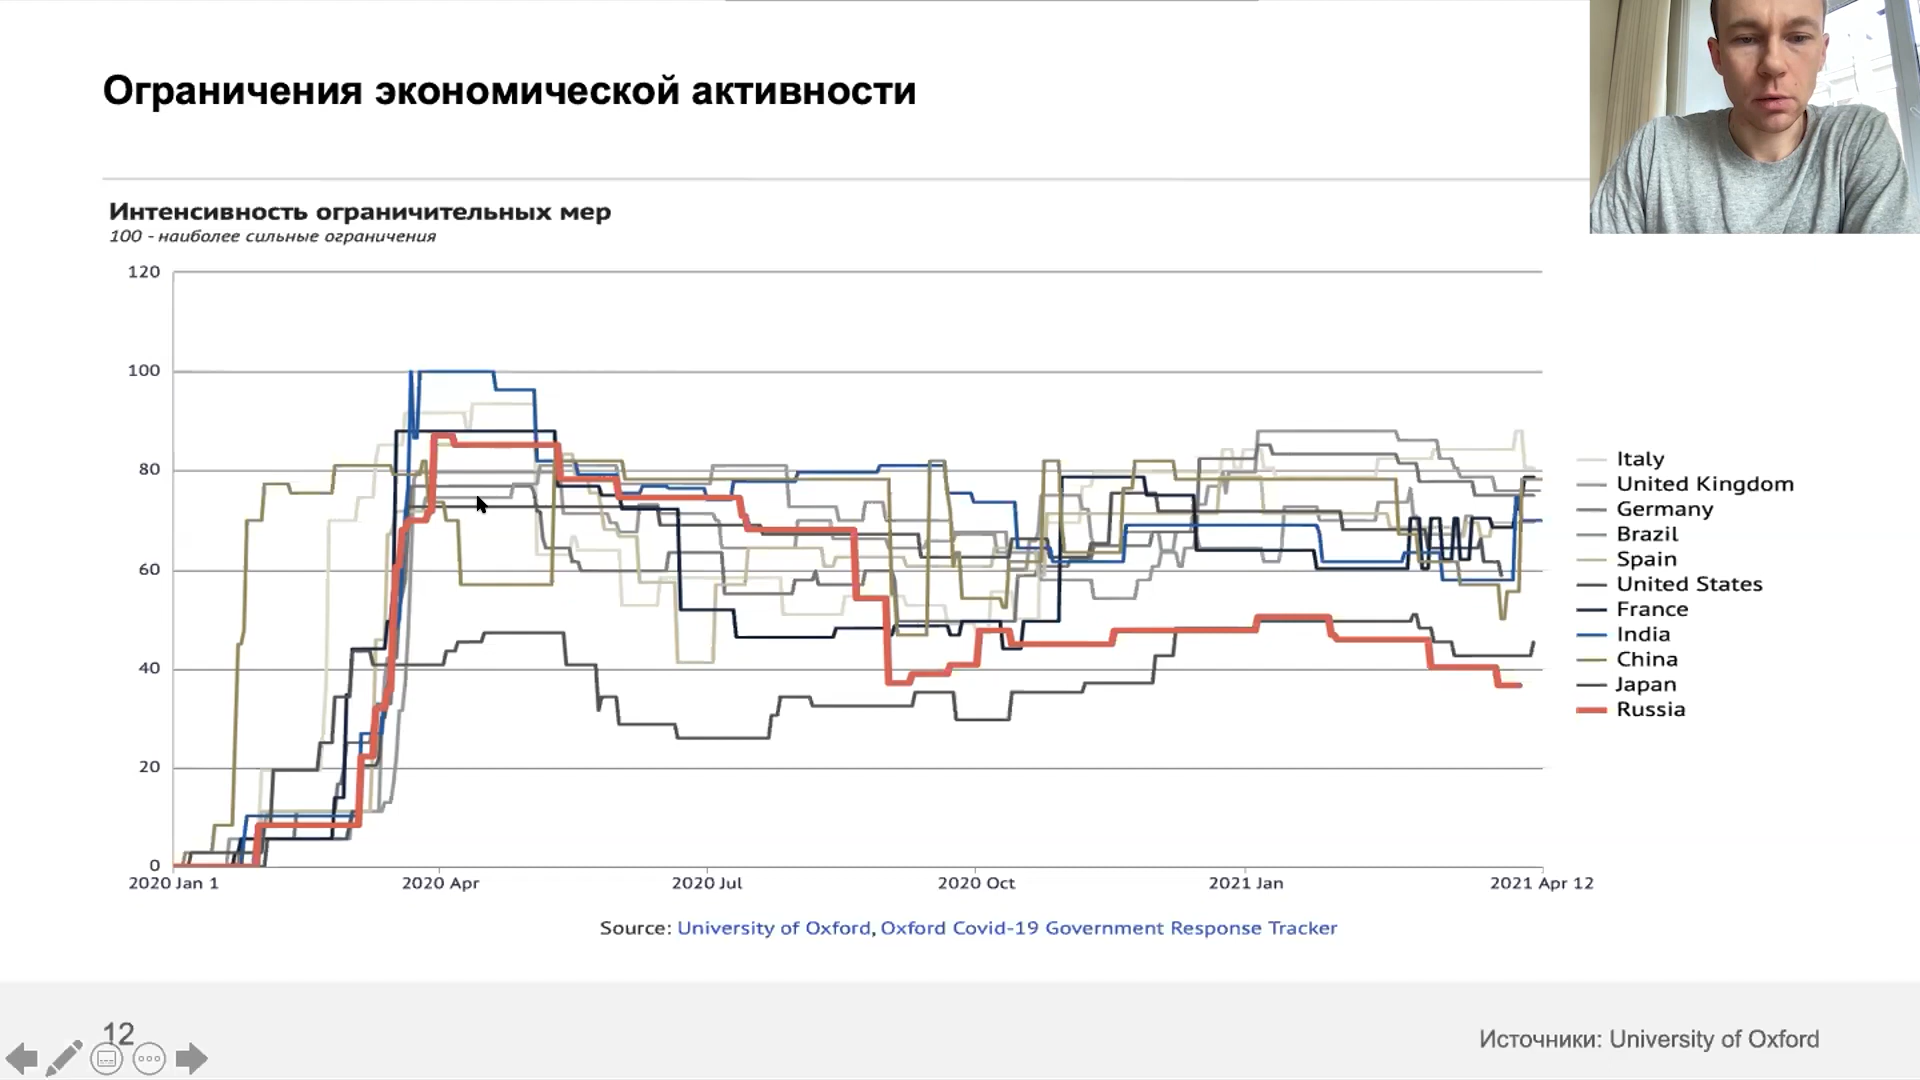 Ограничения экономической активности
Интенсивность ограничительных мер
100 - наиболее сильные ограничения
120
100
80
60
40
20
0
2020 Jan 1
2020 Apr
2020 Jul
2020 Oct
2021 Jan
2021 Apr 12
Italy
United Kingdom
Germany
Brazil
Spain
United States
France
India
China
Japan
Russia
Source: University of Oxford, Oxford Covid-19 Government Response Tracker
12
Источники: University of Oxford